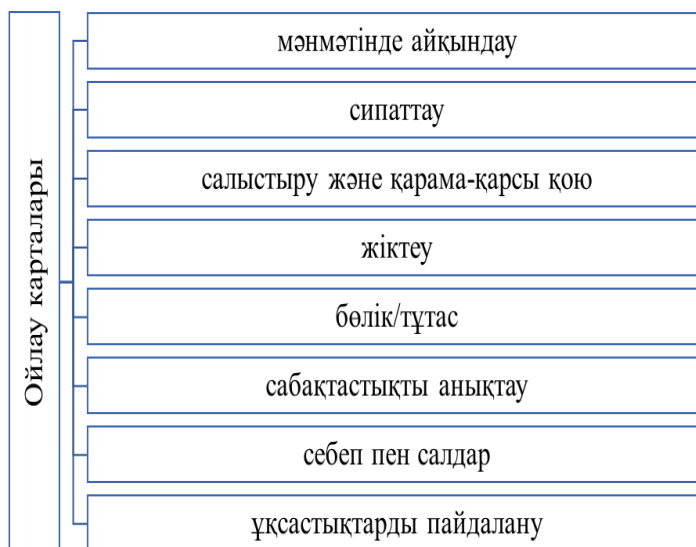 Ойлау карталары
мәнмәтінде айқындау
сипаттау
салыстыру және қарама-қарсы қою
жіктеу
бөлік/тұтас
сабақтастықты анықтау
себеп пен салдар
ұқсастықтарды пайдалану